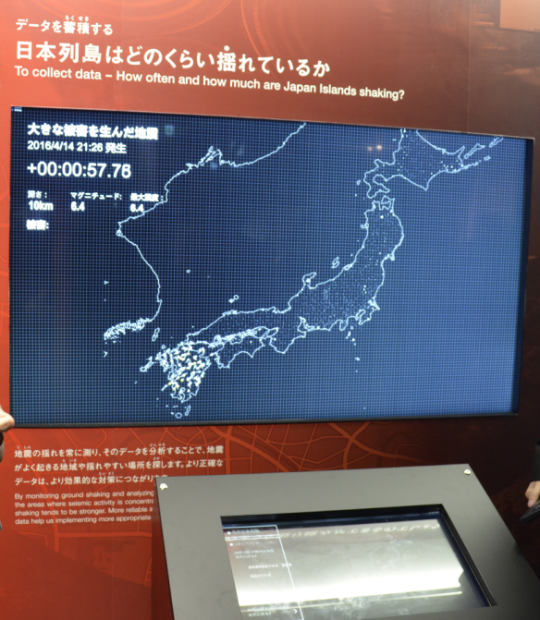 データを蓄積する
日本列島はどのくらい揺れているか
To collect data – How often and how much are Japan Islands shaking?
大きな被害を生んだ地震
2016/4/14 21:26 発生
+00:00:57.76
深さ: マグニチュード: 最大震度:
10km 6.4 6.4
被害:
地震の揺れを常に測り、そのデータを分析することで、地震
がよく起きる地域や揺れやすい場所を探します。より正確な
データは、より効果的な対策につながり
By monitoring ground shaking and analyzing
the areas where seismic activity is concentr
shaking tends to be stronger. More reliable
data help us implementing more appropriate